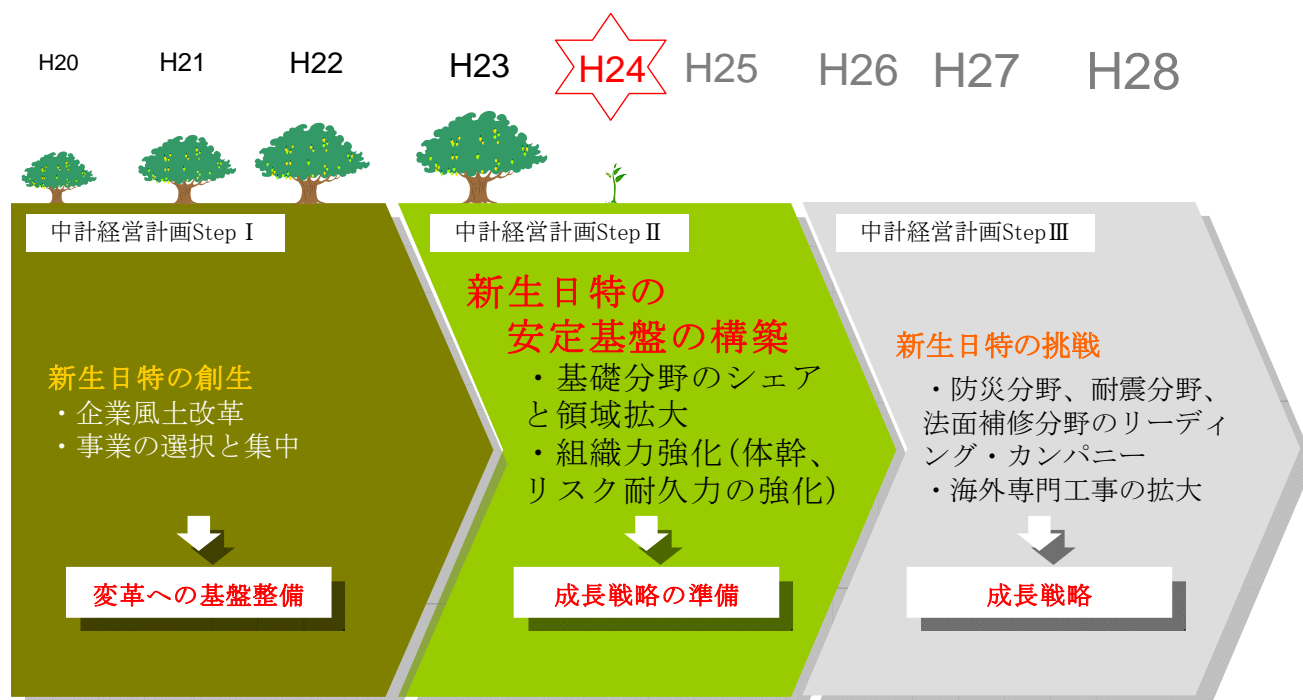 H20 H21 H22 H23 H24 H25 H26 H27 H28
中計経営計画Step Ⅰ
新生日特の創生
・企業風土改革
・事業の選択と集中
変革への基盤整備
中計経営計画Step Ⅱ
新生日特の
安定基盤の構築
・基礎分野のシェア
と領域拡大
・組織力強化(体幹、
リスク耐久力の強化)
成長戦略の準備
中計経営計画StepⅢ
新生日特の挑戦
・防災分野、耐震分野、
法面補修分野のリーディ
ング・カンパニー
・海外専門工事の拡大
成長戦略